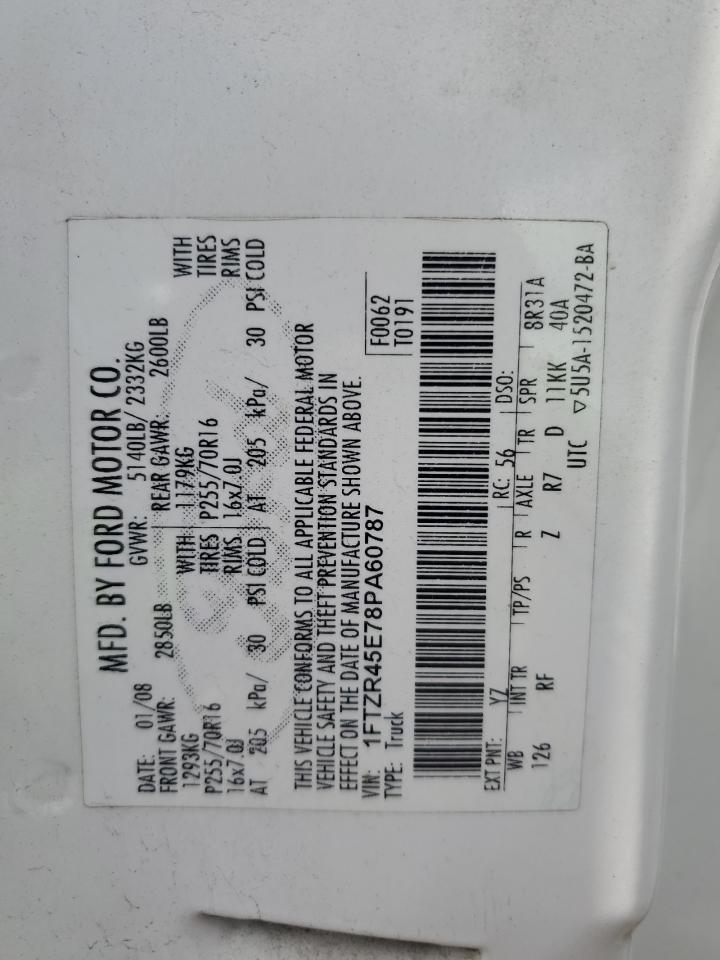 MFD. BY FORD MOTOR CO.
DATE: 01/08 GVWR: 5140LB/ 2332KG
FRONT GAWR: 2850LB REAR GAWR: 2600LB
1293KG WITH 1179KG WITH
P255/70R16 TIRES P255/70R16 TIRES
16x7.0J RIMS 16x7.0J RIMS
AT 205 kPa/ 30 PSI COLD AT 205 kPa/ 30 PSI COLD
THIS VEHICLE CONFORMS TO ALL APPLICABLE FEDERAL MOTOR
VEHICLE SAFETY AND THEFT PREVENTION STANDARDS IN
EFFECT ON THE DATE OF MANUFACTURE SHOWN ABOVE.
VIN: 1FTZR45E78PA60787 F0062
TYPE: Truck T0191
EXT PNT: YZ RC: 56 DSO:
WB INT TR TP/PS R AXLE TR SPR 8R31A
126 RF Z R7 D 11KK 40A
UTC ▽5U5A-1520472-BA